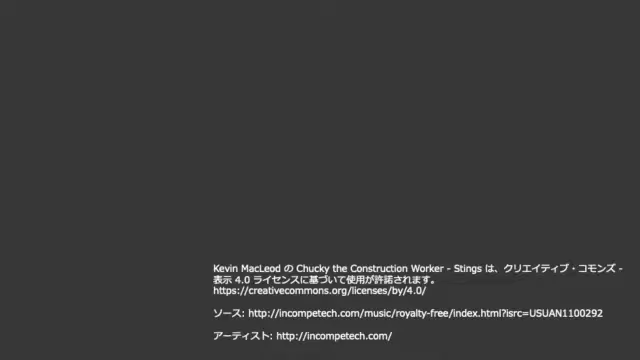 Kevin MacLeod の Chucky the Construction Worker - Stings は、クリエイティブ・コモンズ -
表示 4.0 ライセンスに基づいて使用が許諾されます。
https://creativecommons.org/licenses/by/4.0/
ソース: http://incompetech.com/music/royalty-free/index.html?isrc=USUAN1100292
アーティスト: http://incompetech.com/